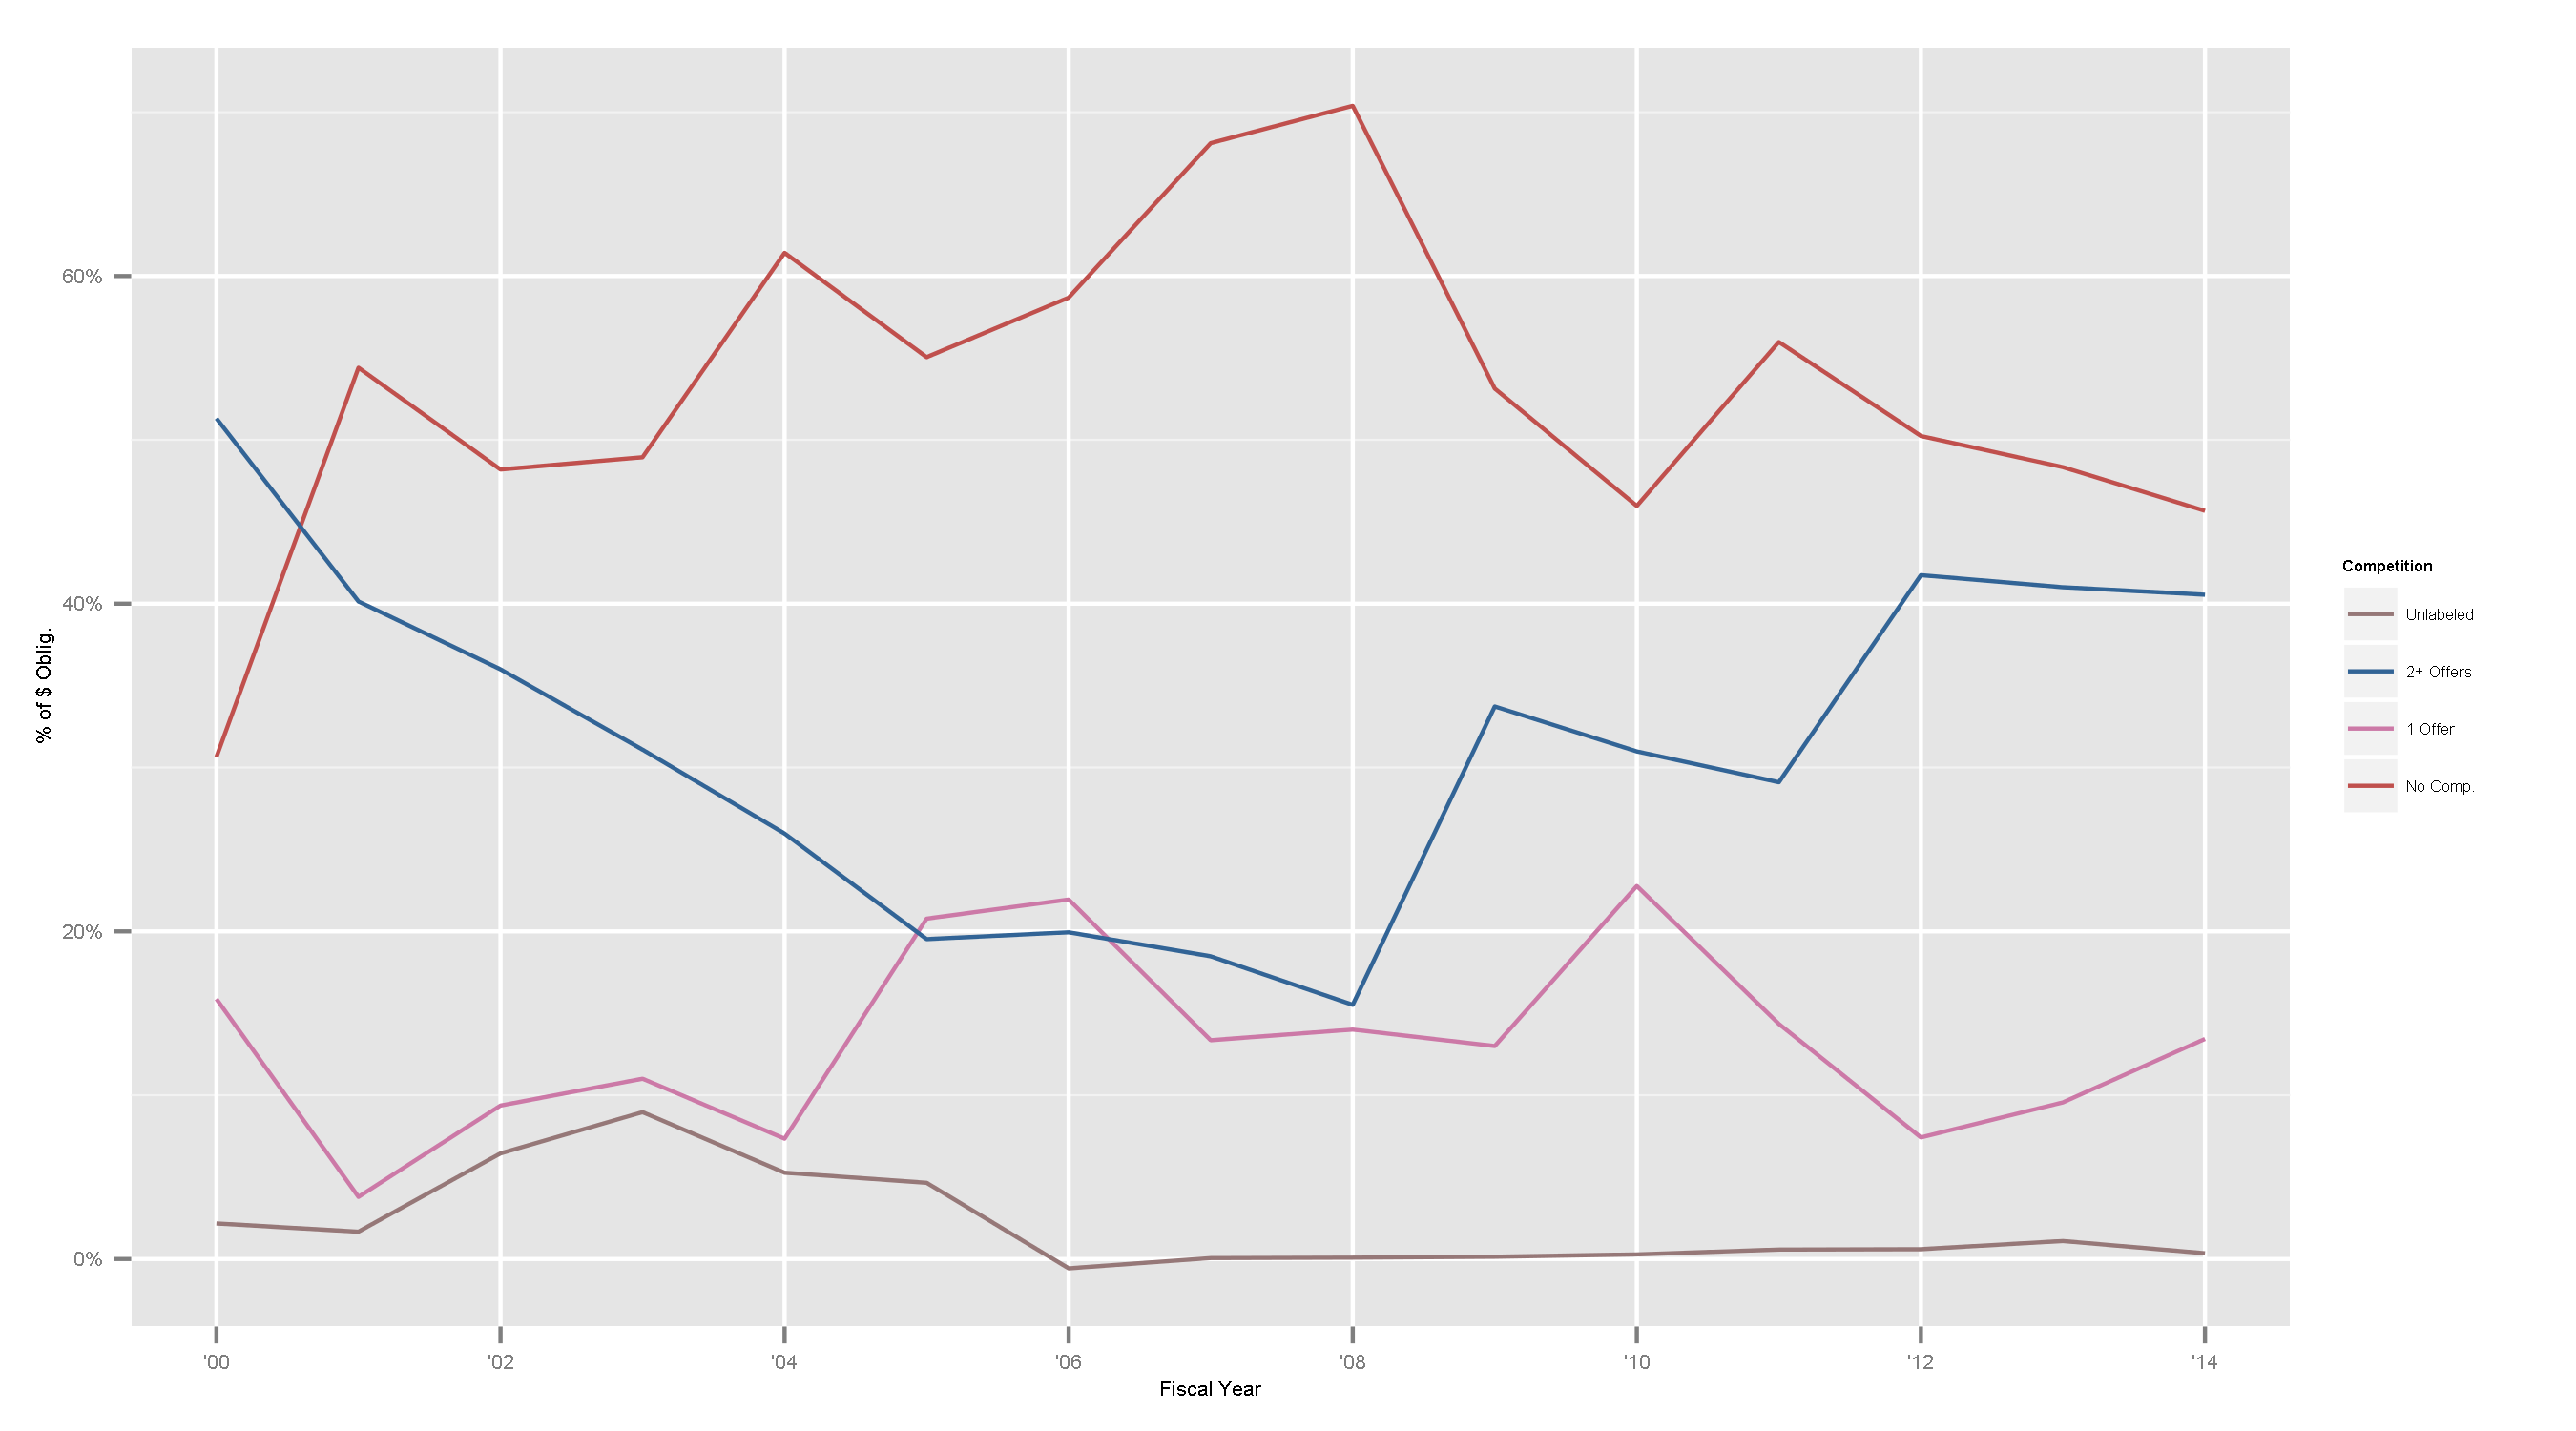 60%
40%
20%
0%
% of $ Oblig.
'00 '02 '04 '06 '08 '10 '12 '14
Fiscal Year
Competition
Unlabeled
2+ Offers
1 Offer
No Comp.